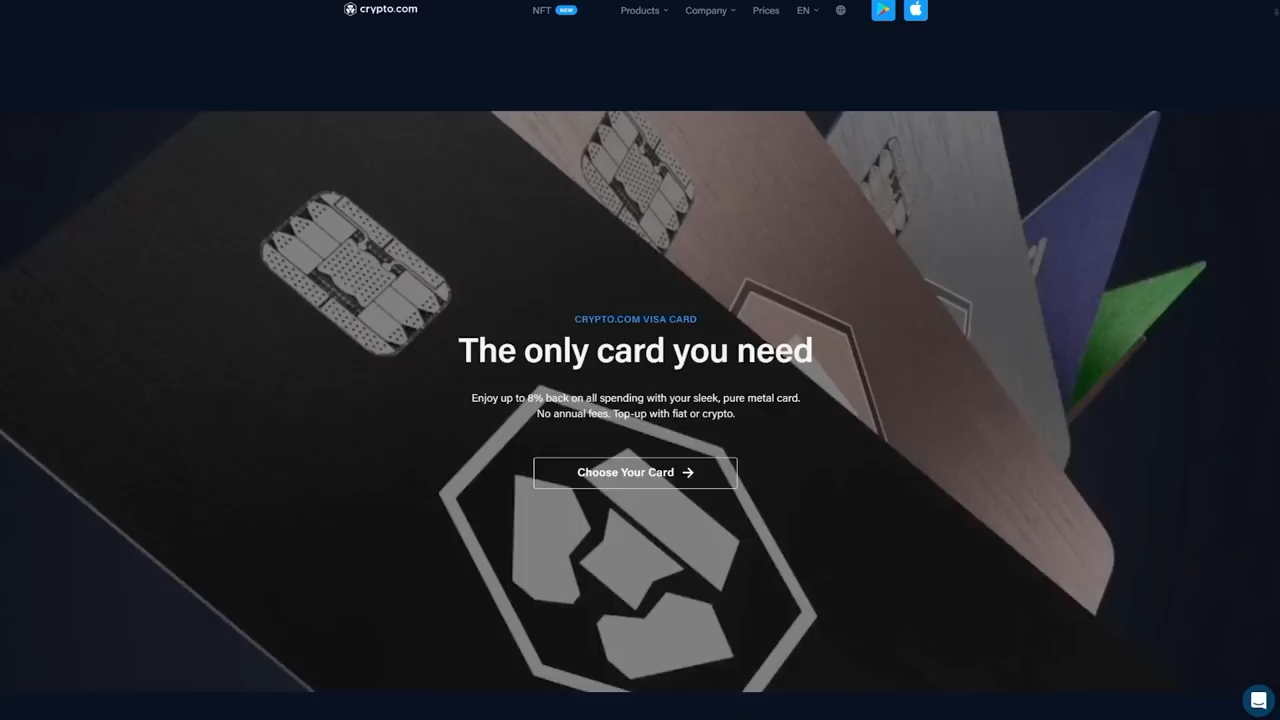 crypto.com
NFT NEW Products Company Prices EN
CRYPTO.COM VISA CARD
The only card you need
Enjoy up to 8% back on all spending with your sleek, pure metal card.
No annual fees. Top-up with fiat or crypto.
Choose Your Card